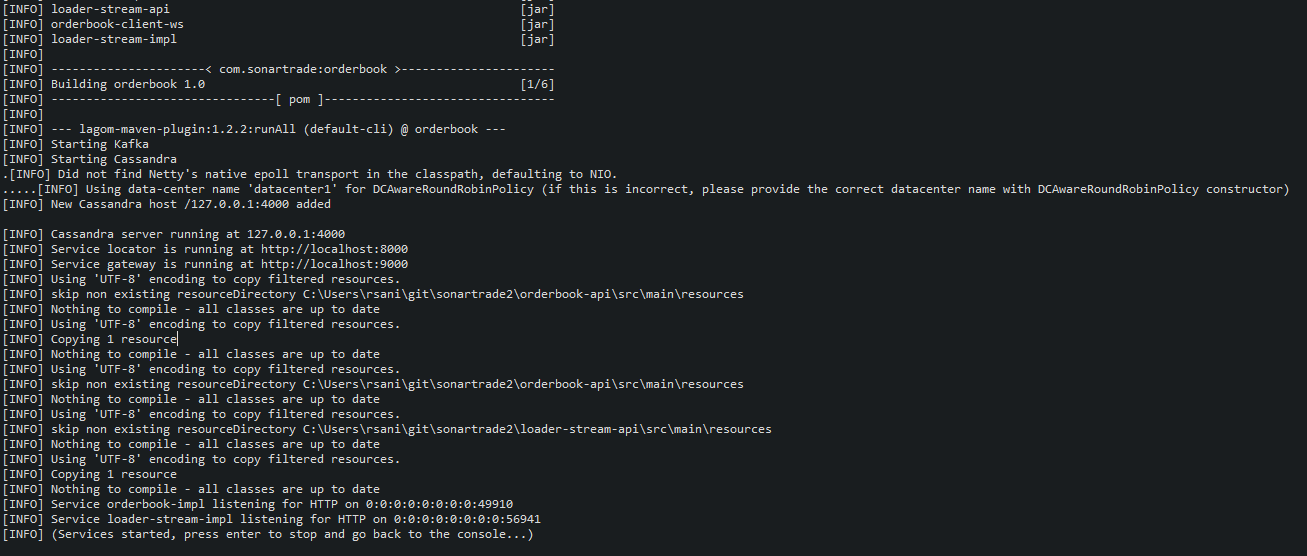 [INFO] loader-stream-api [jar]
[INFO] orderbook-client-ws [jar]
[INFO] loader-stream-impl [jar]
[INFO]
[INFO] ----------------------< com.sonartrade:orderbook >----------------------
[INFO] Building orderbook 1.0 [1/6]
[INFO] --------------------------------[ pom ]---------------------------------
[INFO]
[INFO] --- lagom-maven-plugin:1.2.2:runAll (default-cli) @ orderbook ---
[INFO] Starting Kafka
[INFO] Starting Cassandra
.[INFO] Did not find Netty's native epoll transport in the classpath, defaulting to NIO.
.....[INFO] Using data-center name 'datacenter1' for DCAwareRoundRobinPolicy (if this is incorrect, please provide the correct datacenter name with DCAwareRoundRobinPolicy constructor)
[INFO] New Cassandra host /127.0.0.1:4000 added
[INFO] Cassandra server running at 127.0.0.1:4000
[INFO] Service locator is running at http://localhost:8000
[INFO] Service gateway is running at http://localhost:9000
[INFO] Using 'UTF-8' encoding to copy filtered resources.
[INFO] skip non existing resourceDirectory C:\Users\rsani\git\sonartrade2\orderbook-api\src\main\resources
[INFO] Nothing to compile - all classes are up to date
[INFO] Using 'UTF-8' encoding to copy filtered resources.
[INFO] Copying 1 resource
[INFO] Nothing to compile - all classes are up to date
[INFO] Using 'UTF-8' encoding to copy filtered resources.
[INFO] skip non existing resourceDirectory C:\Users\rsani\git\sonartrade2\orderbook-api\src\main\resources
[INFO] Nothing to compile - all classes are up to date
[INFO] Using 'UTF-8' encoding to copy filtered resources.
[INFO] skip non existing resourceDirectory C:\Users\rsani\git\sonartrade2\loader-stream-api\src\main\resources
[INFO] Nothing to compile - all classes are up to date
[INFO] Using 'UTF-8' encoding to copy filtered resources.
[INFO] Copying 1 resource
[INFO] Nothing to compile - all classes are up to date
[INFO] Service orderbook-impl listening for HTTP on 0:0:0:0:0:0:0:0:49910
[INFO] Service loader-stream-impl listening for HTTP on 0:0:0:0:0:0:0:0:56941
[INFO] (Services started, press enter to stop and go back to the console...)